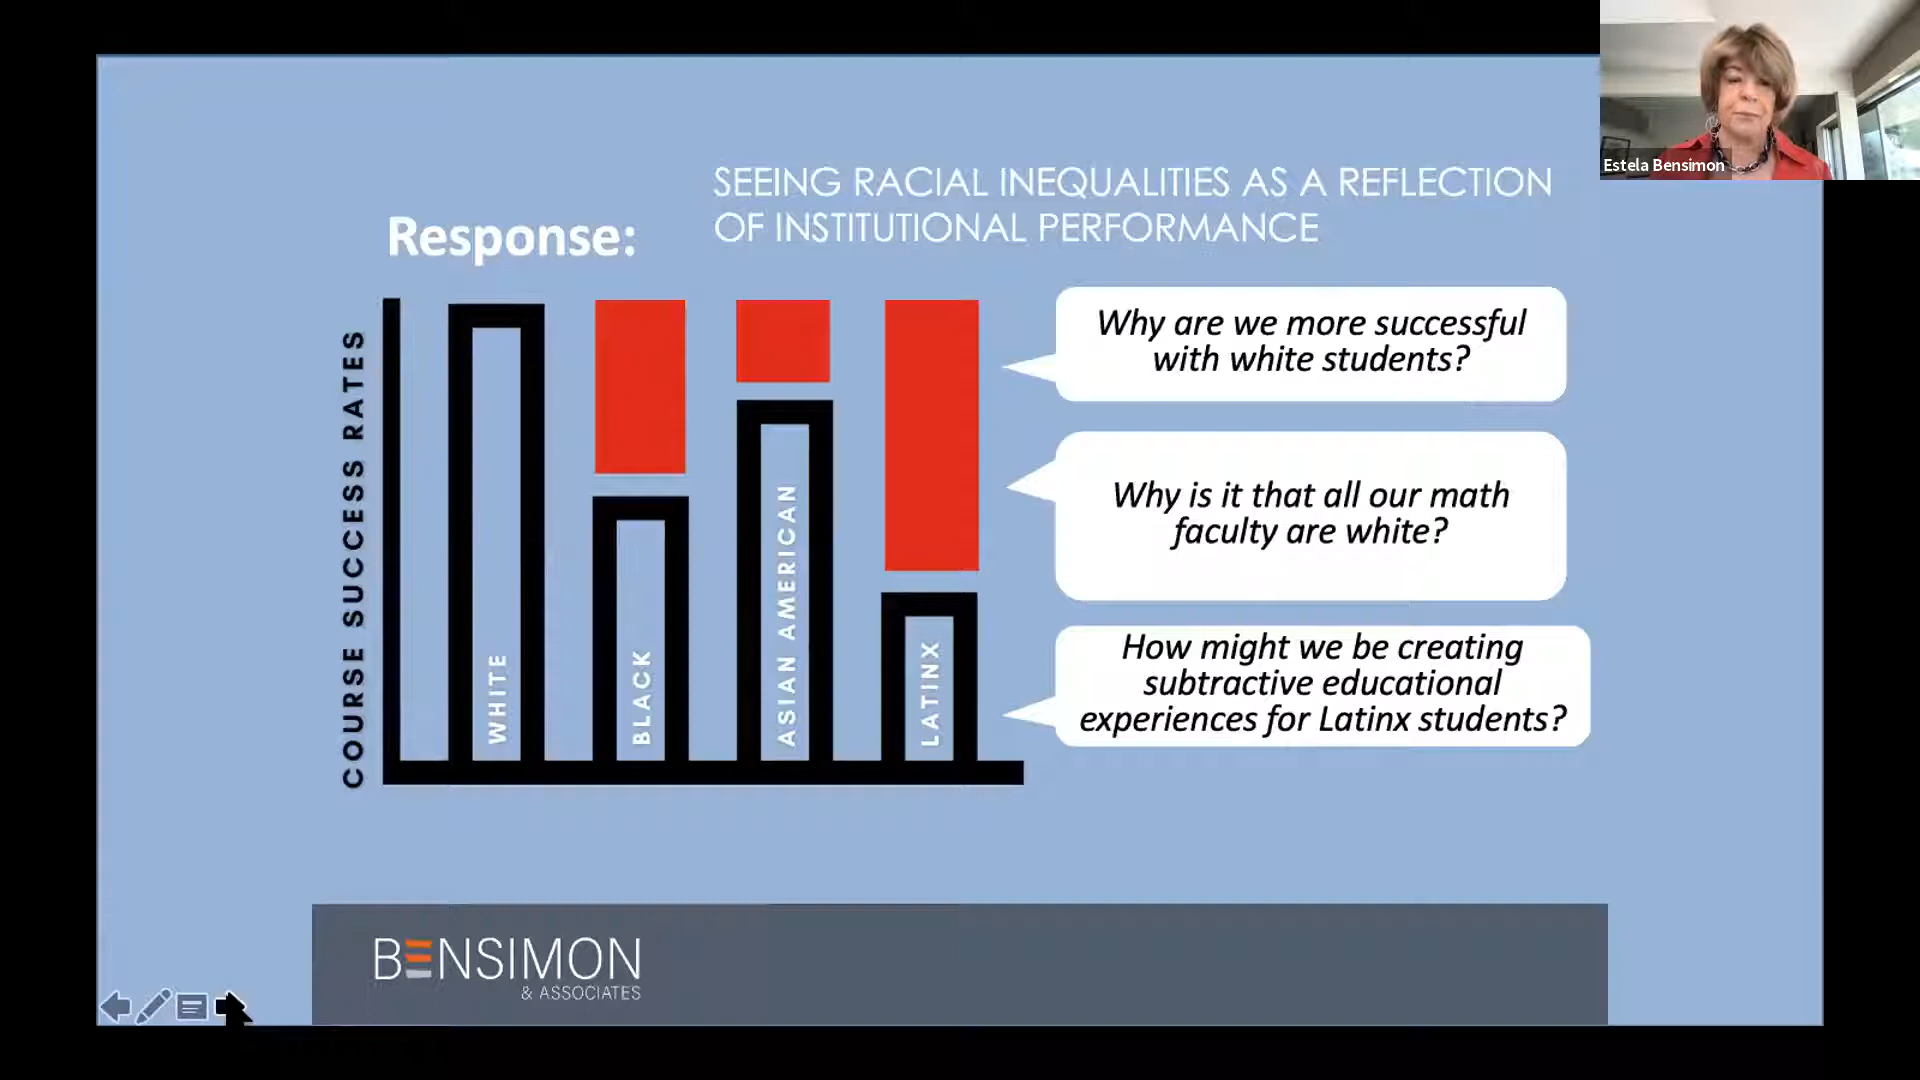 Estela Bensimon
SEEING RACIAL INEQUALITIES AS A REFLECTION
OF INSTITUTIONAL PERFORMANCE
Response:
COURSE SUCCESS RATES
WHITE
BLACK
ASIAN AMERICAN
LATINX
Why are we more successful
with white students?
Why is it that all our math
faculty are white?
How might we be creating
subtractive educational
experiences for Latinx students?
BENSIMON
& ASSOCIATES